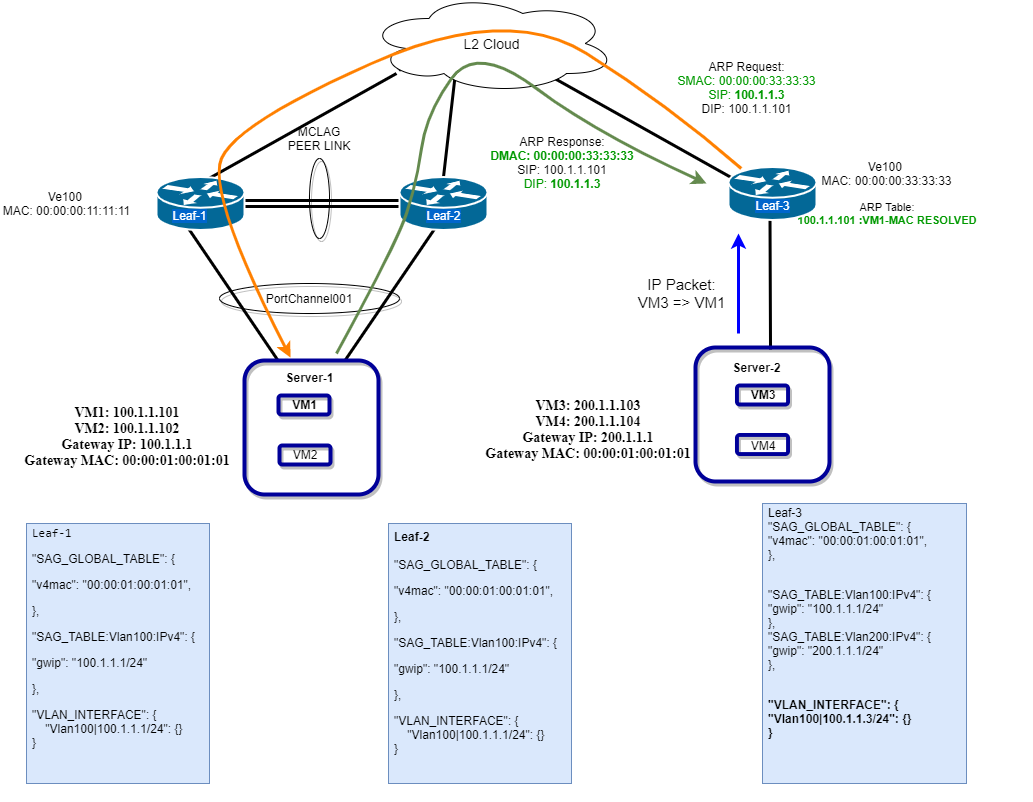 L2 Cloud
ARP Request:
SMAC: 00:00:00:33:33:33
SIP: 100.1.1.3
DIP: 100.1.1.101
MCLAG
PEER LINK
ARP Response:
DMAC: 00:00:00:33:33:33
SIP: 100.1.1.101
DIP: 100.1.1.3
Ve100
MAC: 00:00:00:11:11:11
Leaf-1
Leaf-2
Leaf-3
Ve100
MAC: 00:00:00:33:33:33
ARP Table:
100.1.1.101 :VM1-MAC RESOLVED
PortChannel001
IP Packet:
VM3 => VM1
Server-1
VM1
VM2
VM1: 100.1.1.101
VM2: 100.1.1.102
Gateway IP: 100.1.1.1
Gateway MAC: 00:00:01:00:01:01
Server-2
VM3
VM4
VM3: 200.1.1.103
VM4: 200.1.1.104
Gateway IP: 200.1.1.1
Gateway MAC: 00:00:01:00:01:01
Leaf-1
"SAG_GLOBAL_TABLE": {
"v4mac": "00:00:01:00:01:01",
},
"SAG_TABLE:Vlan100:IPv4": {
"gwip": "100.1.1.1/24"
},
"VLAN_INTERFACE": {
"Vlan100|100.1.1.1/24": {}
}
Leaf-2
"SAG_GLOBAL_TABLE": {
"v4mac": "00:00:01:00:01:01",
},
"SAG_TABLE:Vlan100:IPv4": {
"gwip": "100.1.1.1/24"
},
"VLAN_INTERFACE": {
"Vlan100|100.1.1.1/24": {}
}
Leaf-3
"SAG_GLOBAL_TABLE": {
"v4mac": "00:00:01:00:01:01",
},
"SAG_TABLE:Vlan100:IPv4": {
"gwip": "100.1.1.1/24"
},
"SAG_TABLE:Vlan200:IPv4": {
"gwip": "200.1.1.1/24"
},
"VLAN_INTERFACE": {
"Vlan100|100.1.1.3/24": {}
}